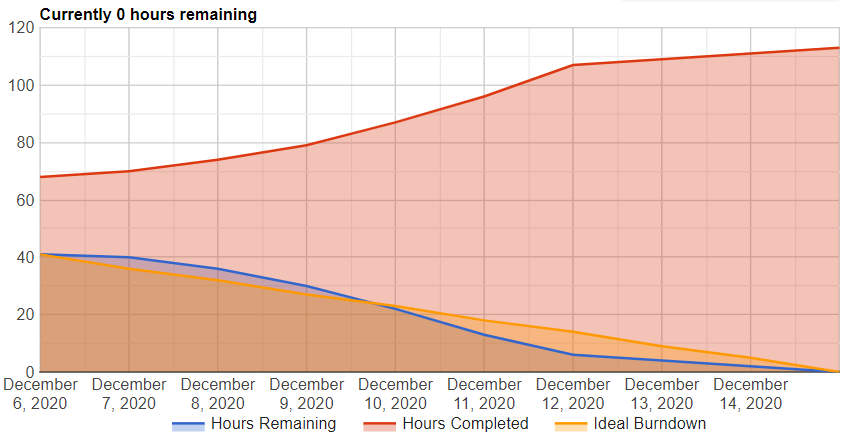 Currently 0 hours remaining
120
100
80
60
40
20
0
December 6, 2020
December 7, 2020
December 8, 2020
December 9, 2020
December 10, 2020
December 11, 2020
December 12, 2020
December 13, 2020
December 14, 2020
Hours Remaining
Hours Completed
Ideal Burndown